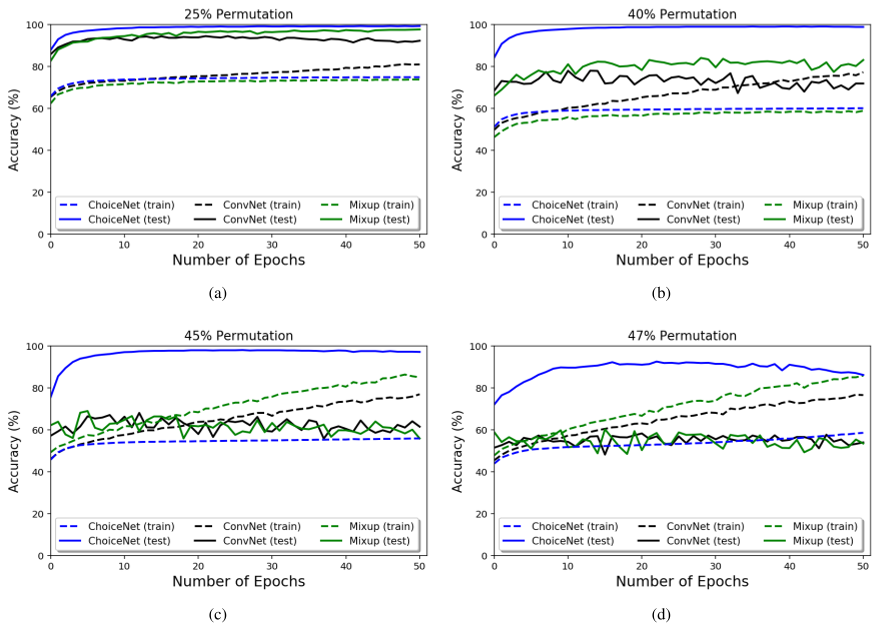 25% Permutation
Accuracy (%)
100
80
60
40
20
0
ChoiceNet (train) ConvNet (train) Mixup (train)
ChoiceNet (test) ConvNet (test) Mixup (test)
0 10 20 30 40 50
Number of Epochs
(a)
40% Permutation
Accuracy (%)
100
80
60
40
20
0
ChoiceNet (train) ConvNet (train) Mixup (train)
ChoiceNet (test) ConvNet (test) Mixup (test)
0 10 20 30 40 50
Number of Epochs
(b)
45% Permutation
Accuracy (%)
100
80
60
40
20
0
ChoiceNet (train) ConvNet (train) Mixup (train)
ChoiceNet (test) ConvNet (test) Mixup (test)
0 10 20 30 40 50
Number of Epochs
(c)
47% Permutation
Accuracy (%)
100
80
60
40
20
0
ChoiceNet (train) ConvNet (train) Mixup (train)
ChoiceNet (test) ConvNet (test) Mixup (test)
0 10 20 30 40 50
Number of Epochs
(d)